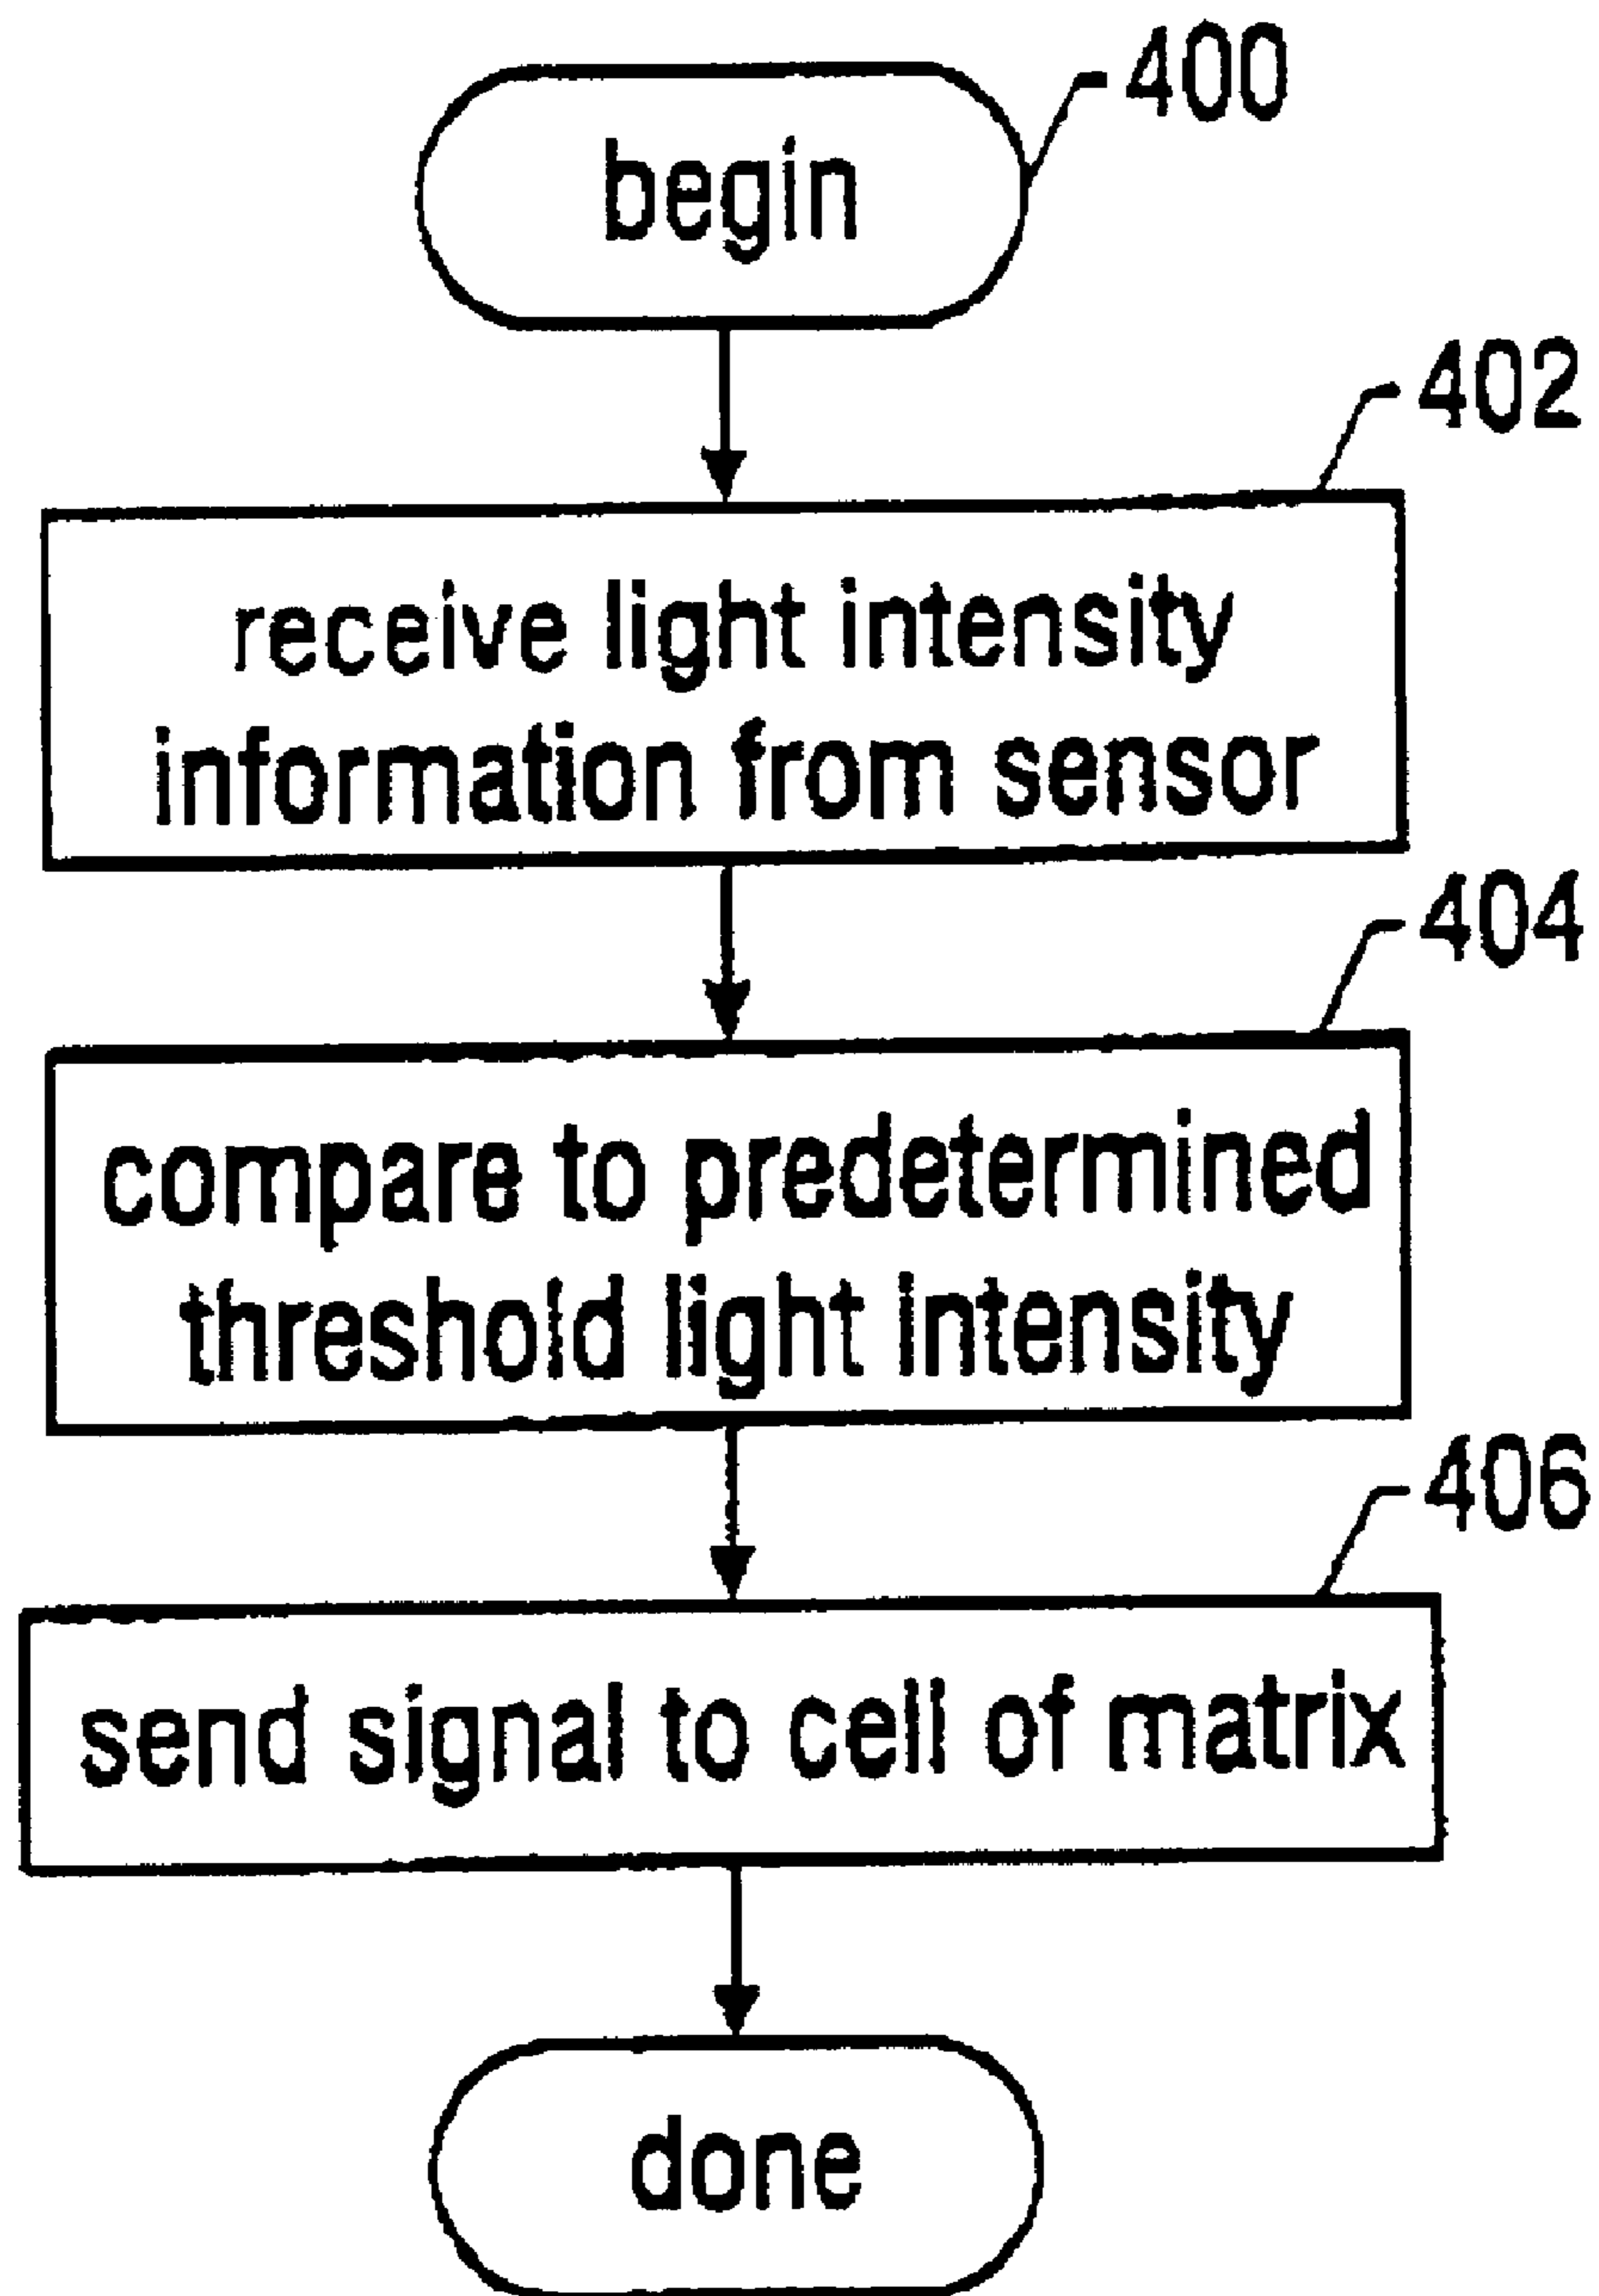 400
begin
402
receive light intensity
information from sensor
404
compare to predetermined
threshold light intensity
406
send signal to cell of matrix
done